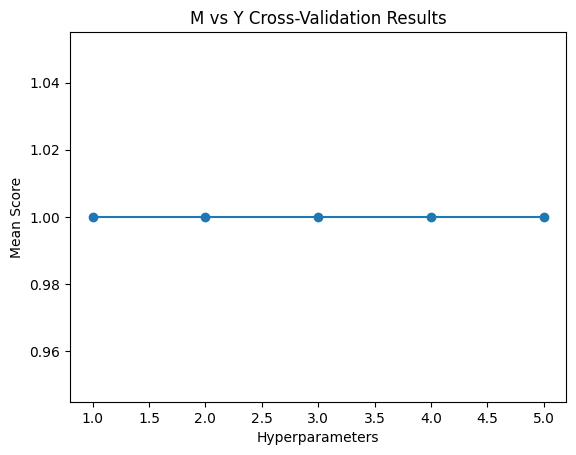 M vs Y Cross-Validation Results
1.04
1.02
1.00
0.98
0.96
Mean Score
1.0 1.5 2.0 2.5 3.0 3.5 4.0 4.5 5.0
Hyperparameters